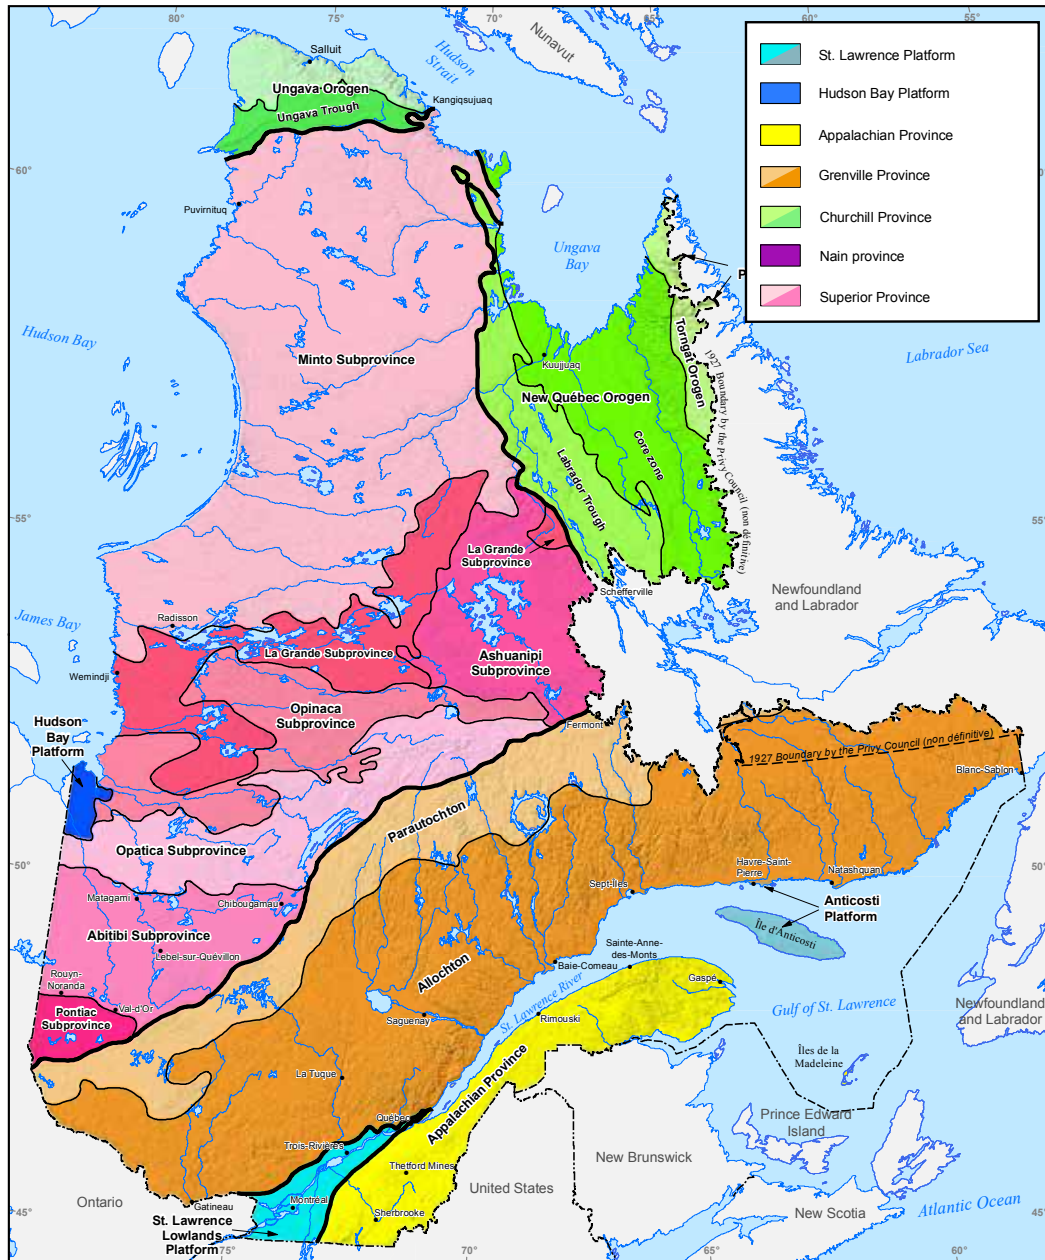 80°
75°
70°
65°
60°
55°
Nunavut
Hudson
Strait
Salluit
Ungava Orogen
Ungava Trough
Kangiqsujuaq
St. Lawrence Platform
Hudson Bay Platform
Appalachian Province
Grenville Province
Churchill Province
Nain province
Superior Province
60°
Puvirnituq
Ungava
Bay
P
Hudson Bay
Minto Subprovince
Kuujjuaq
New Québec Orogen
Torngat Orogen
1927 Boundary by the Privy Council (non définitive)
Labrador Sea
Core zone
Labrador Trough
55°
55°
La Grande
Subprovince
Schefferville
Newfoundland
and Labrador
James Bay
Radisson
La Grande Subprovince
Ashuanipi
Subprovince
Wemindji
Opinaca
Subprovince
Hudson
Bay
Platform
Fermont
1927 Boundary by the Privy Council (non définitive)
Blanc-Sablon
Parautochton
Opatica Subprovince
50°
50°
Havre-Saint-
Pierre
Natashquan
Sept-Iles
Matagami
Chibougamau
Anticosti
Platform
Île d'Anticosti
Abitibi Subprovince
Lebel-sur-Quévillon
Sainte-Anne-
des-Monts
Baie-Comeau
Gaspé
Allochton
Rouyn-
Noranda
Val-d'Or
Pontiac
Subprovince
St. Lawrence River
Saguenay
Rimouski
Gulf of St. Lawrence
Newfoundland
and Labrador
Îles de la
Madeleine
La Tuque
Appalachian Province
Québec
Prince Edward
Island
Trois-Rivières
Thetford Mines
New Brunswick
United States
Ontario
Gatineau
Montréal
Sherbrooke
St. Lawrence
Lowlands
Platform
New Scotia
Atlantic Ocean
45°
45°
75°
70°
65°
60°